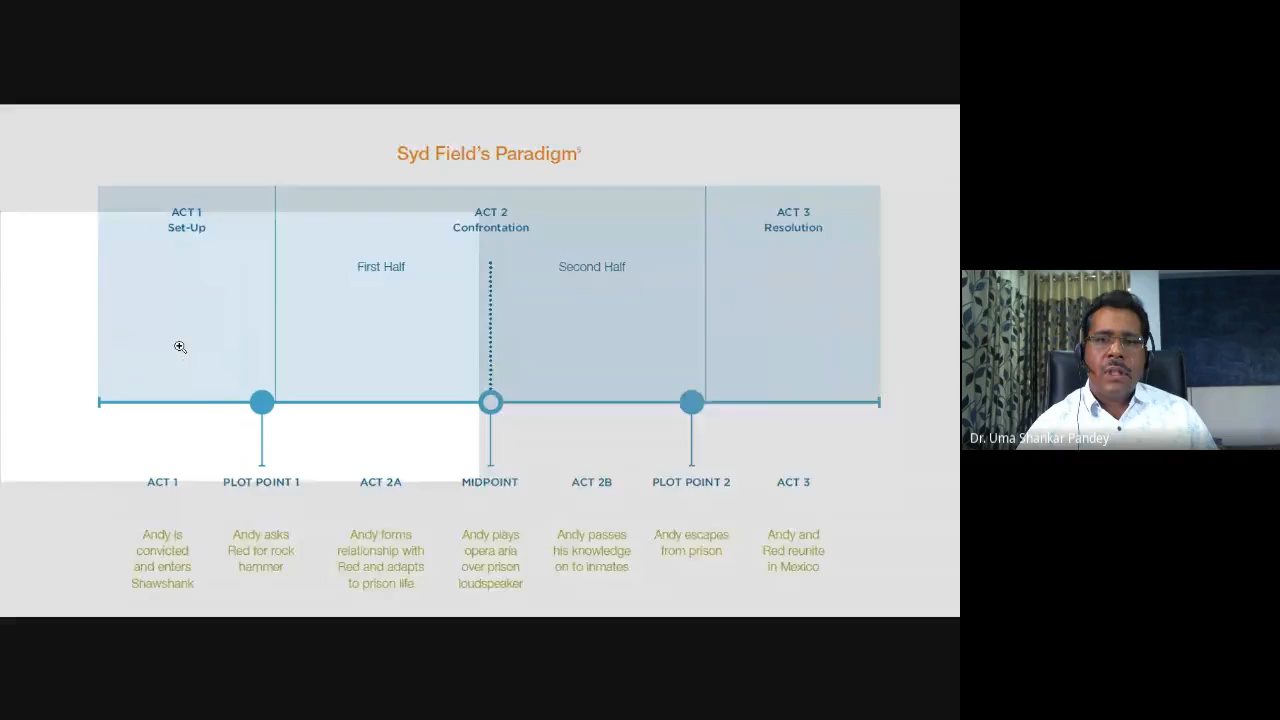 Syd Field's Paradigm⁵
ACT 1
Set-Up
ACT 2
Confrontation
ACT 3
Resolution
First Half
Second Half
ACT 1
PLOT POINT 1
ACT 2A
MIDPOINT
ACT 2B
PLOT POINT 2
ACT 3
Andy is
convicted
and enters
Shawshank
Andy asks
Red for rock
hammer
Andy forms
relationship with
Red and adapts
to prison life
Andy plays
opera aria
over prison
loudspeaker
Andy passes
his knowledge
on to inmates
Andy escapes
from prison
Andy and
Red reunite
in Mexico
Dr. Uma Shankar Pandey